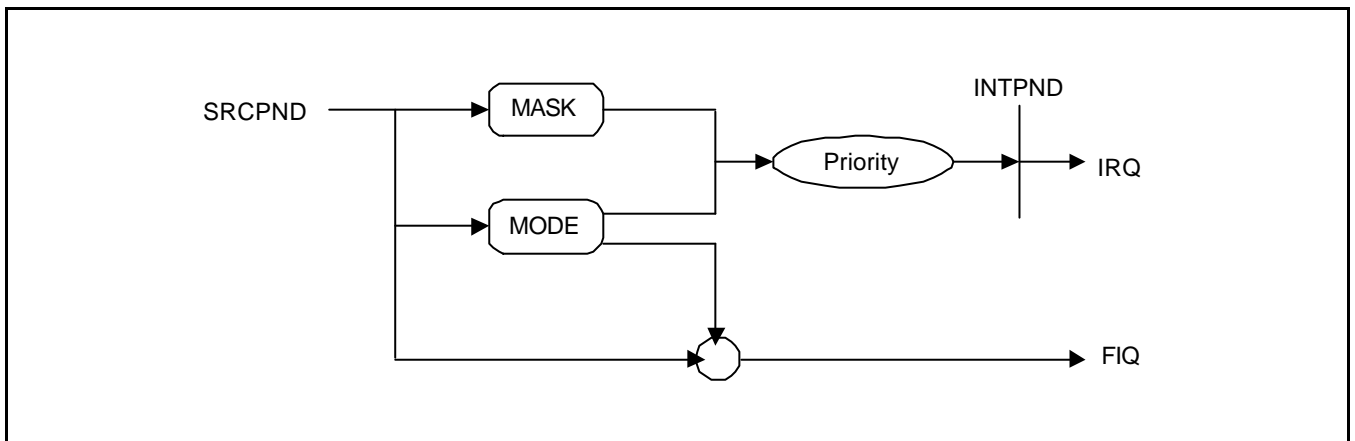 SRCPND
MASK
INTPND
Priority
IRQ
MODE
FIQ